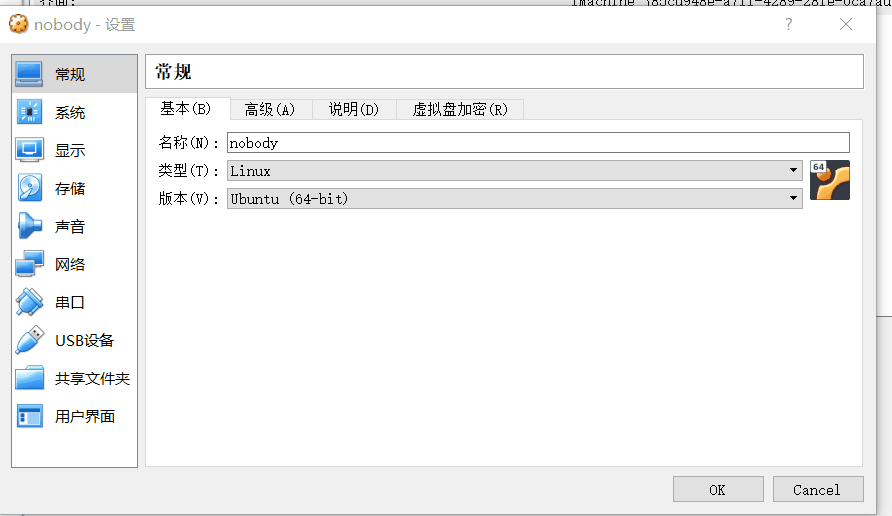 界面:
nobody - 设置
?
常规
系统
显示
存储
声音
网络
串口
USB设备
共享文件夹
用户界面
常规
基本(B) 高级(A) 说明(D) 虚拟盘加密(R)
名称(N): nobody
类型(T): Linux
64
版本(V): Ubuntu (64-bit)
OK Cancel